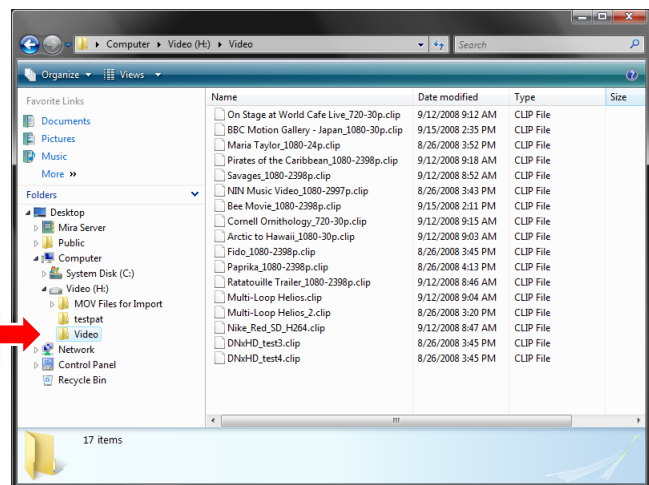 Computer ▸ Video (H:) ▸ Video
Search
Organize Views
Favorite Links
Documents
Pictures
Music
More »
Folders
Desktop
Mira Server
Public
Computer
System Disk (C:)
Video (H:)
MOV Files for Import
testpat
Video
Network
Control Panel
Recycle Bin
Name Date modified Type Size
On Stage at World Cafe Live_720-30p.clip 9/12/2008 9:12 AM CLIP File
BBC Motion Gallery - Japan_1080-30p.clip 9/15/2008 2:35 PM CLIP File
Maria Taylor_1080-24p.clip 8/26/2008 3:52 PM CLIP File
Pirates of the Caribbean_1080-2398p.clip 9/12/2008 9:18 AM CLIP File
Savages_1080-2398p.clip 9/12/2008 8:52 AM CLIP File
NIN Music Video_1080-2997p.clip 8/26/2008 3:43 PM CLIP File
Bee Movie_1080-2398p.clip 9/15/2008 2:11 PM CLIP File
Cornell Ornithology_720-30p.clip 9/12/2008 9:15 AM CLIP File
Arctic to Hawaii_1080-30p.clip 9/12/2008 9:03 AM CLIP File
Fido_1080-2398p.clip 8/26/2008 3:45 PM CLIP File
Paprika_1080-2398p.clip 8/26/2008 4:13 PM CLIP File
Ratatouille Trailer_1080-2398p.clip 9/12/2008 8:46 AM CLIP File
Multi-Loop Helios.clip 9/12/2008 9:04 AM CLIP File
Multi-Loop Helios_2.clip 8/26/2008 3:20 PM CLIP File
Nike_Red_SD_H264.clip 9/12/2008 8:47 AM CLIP File
DNxHD_test3.clip 8/26/2008 3:45 PM CLIP File
DNxHD_test4.clip 8/26/2008 3:45 PM CLIP File
17 items